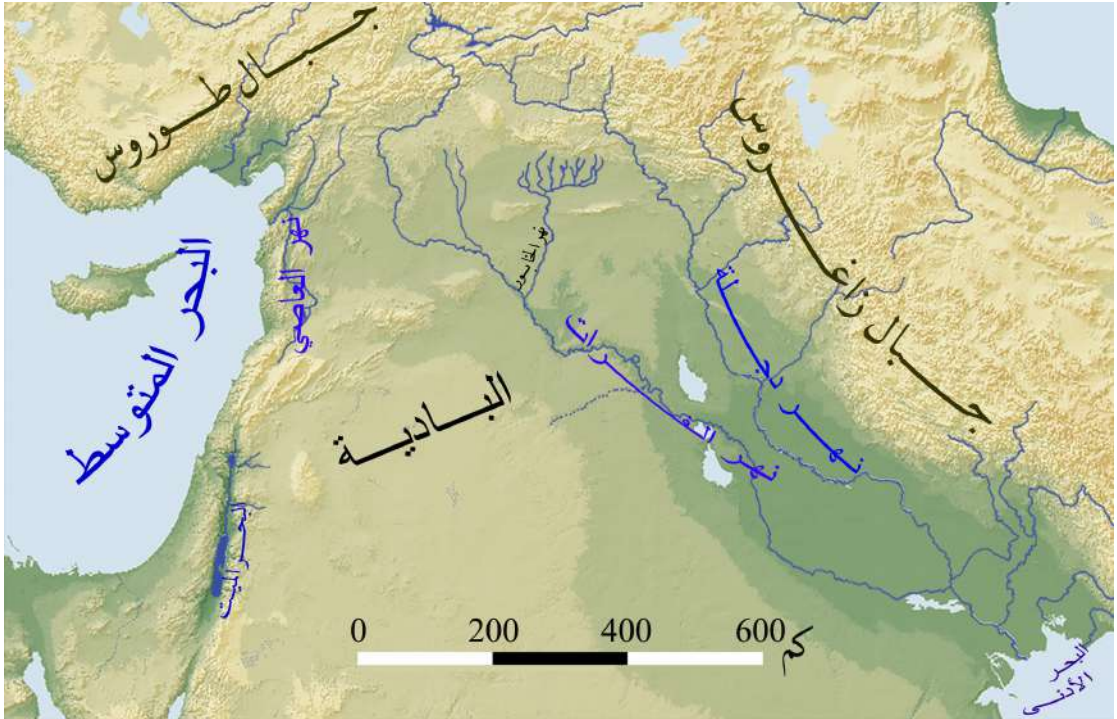 جبال طوروس
جبال زاغروس
البحر المتوسط
نهر العاصي
نهر الخابور
نهر دجلة
نهر الفرات
البادية
البحر الميت
0 200 400 600 كم
البحر
الأدنى